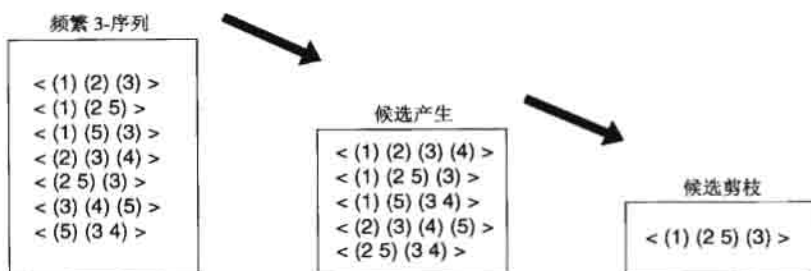 频繁 3-序列
< (1) (2) (3) >
< (1) (2 5) >
< (1) (5) (3) >
< (2) (3) (4) >
< (2 5) (3) >
< (3) (4) (5) >
< (5) (3 4) >
候选产生
< (1) (2) (3) (4) >
< (1) (2 5) (3) >
< (1) (5) (3 4) >
< (2) (3) (4) (5) >
< (2 5) (3 4) >
候选剪枝
< (1) (2 5) (3) >